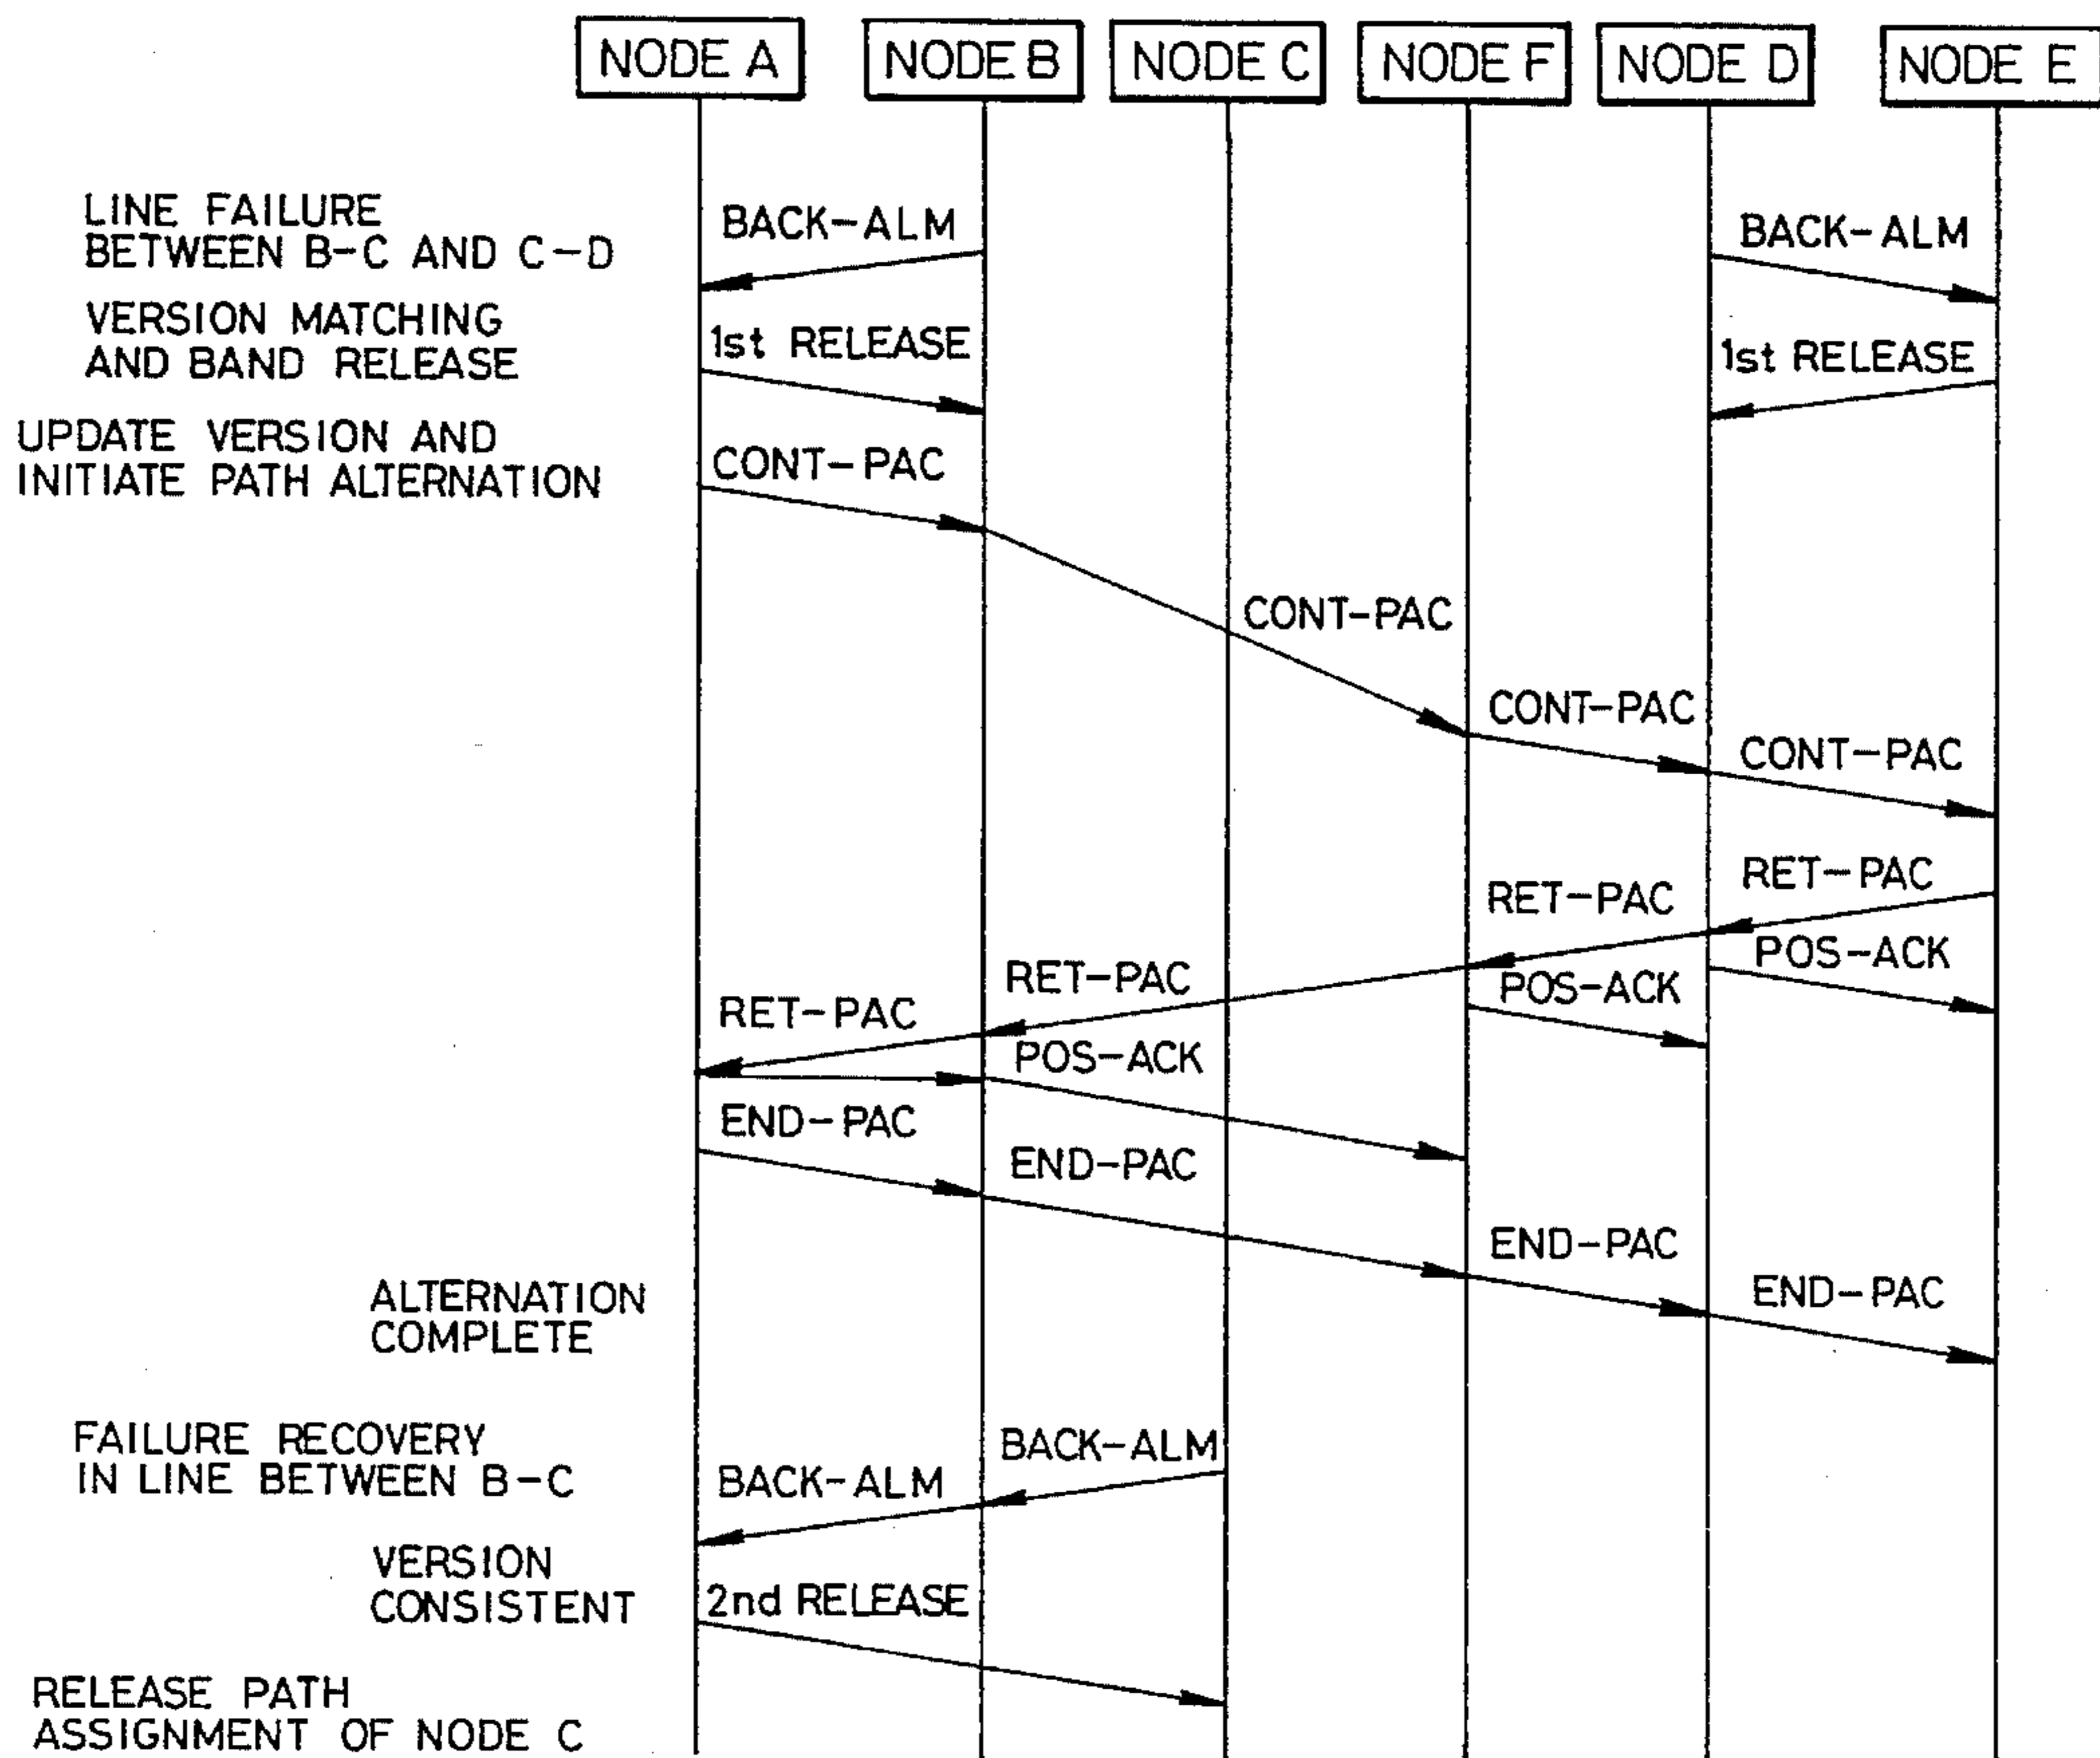 NODE A NODE B NODE C NODE F NODE D NODE E
LINE FAILURE
BETWEEN B-C AND C-D
BACK-ALM
BACK-ALM
VERSION MATCHING
AND BAND RELEASE
1st RELEASE
1st RELEASE
UPDATE VERSION AND
INITIATE PATH ALTERNATION
CONT-PAC
CONT-PAC
CONT-PAC
CONT-PAC
RET-PAC
RET-PAC
POS-ACK
RET-PAC
POS-ACK
RET-PAC
POS-ACK
END-PAC
END-PAC
END-PAC
END-PAC
ALTERNATION
COMPLETE
FAILURE RECOVERY
IN LINE BETWEEN B-C
BACK-ALM
BACK-ALM
VERSION
CONSISTENT
2nd RELEASE
RELEASE PATH
ASSIGNMENT OF NODE C